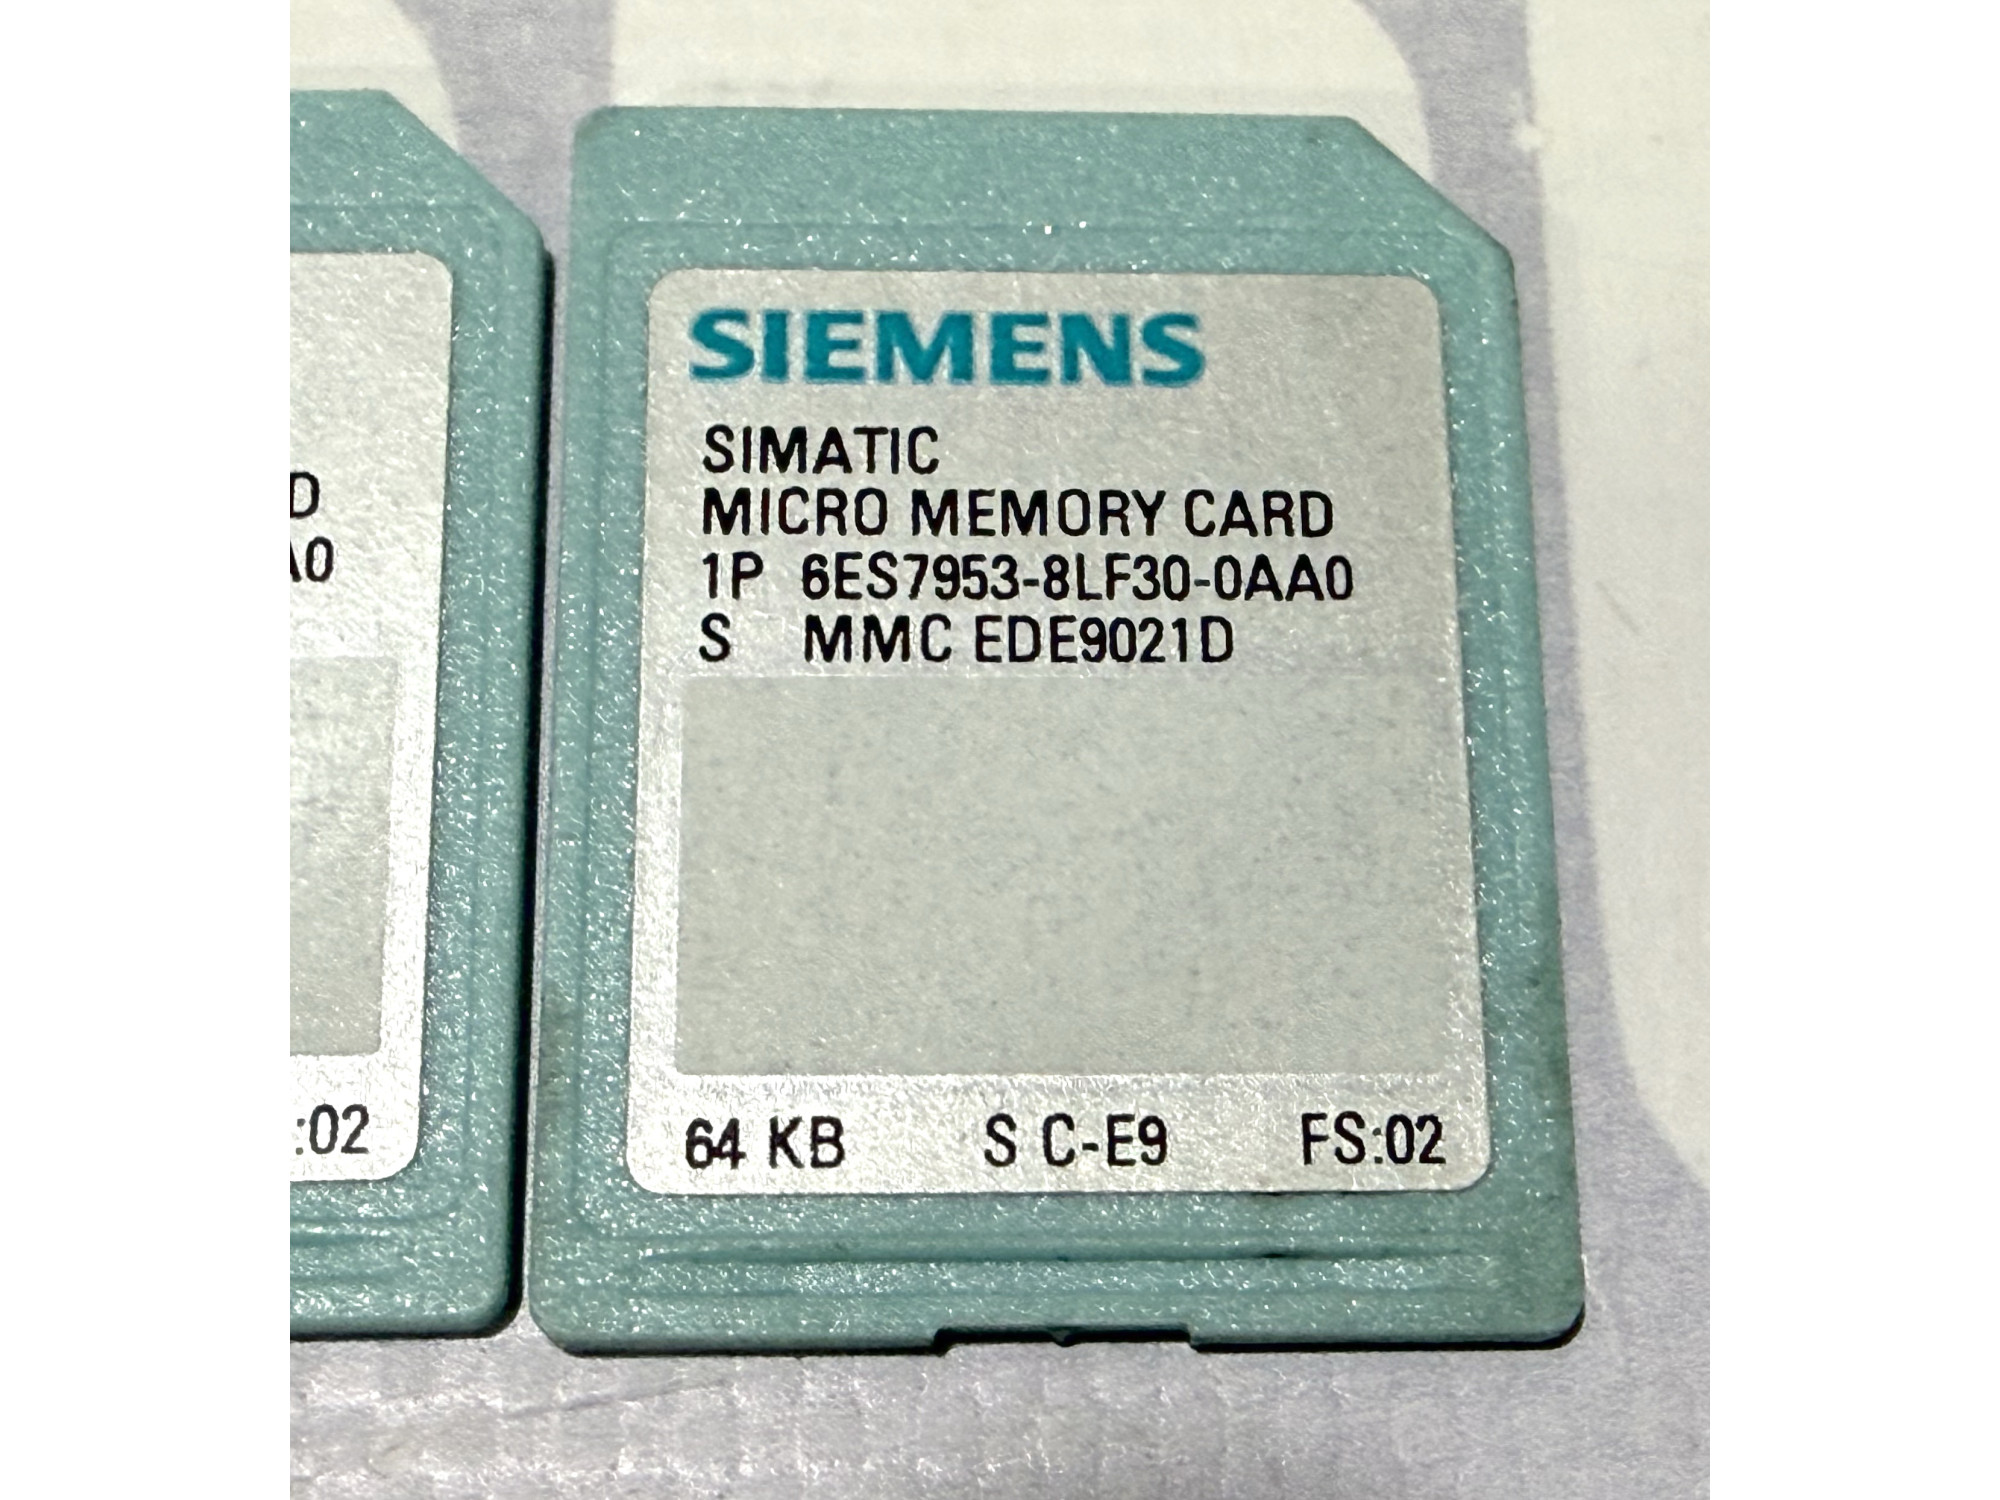 SIEMENS
SIMATIC
MICRO MEMORY CARD
1P 6ES7953-8LF30-0AA0
S MMC EDE9021D
64 KB S C-E9 FS:02
D
A0
:02